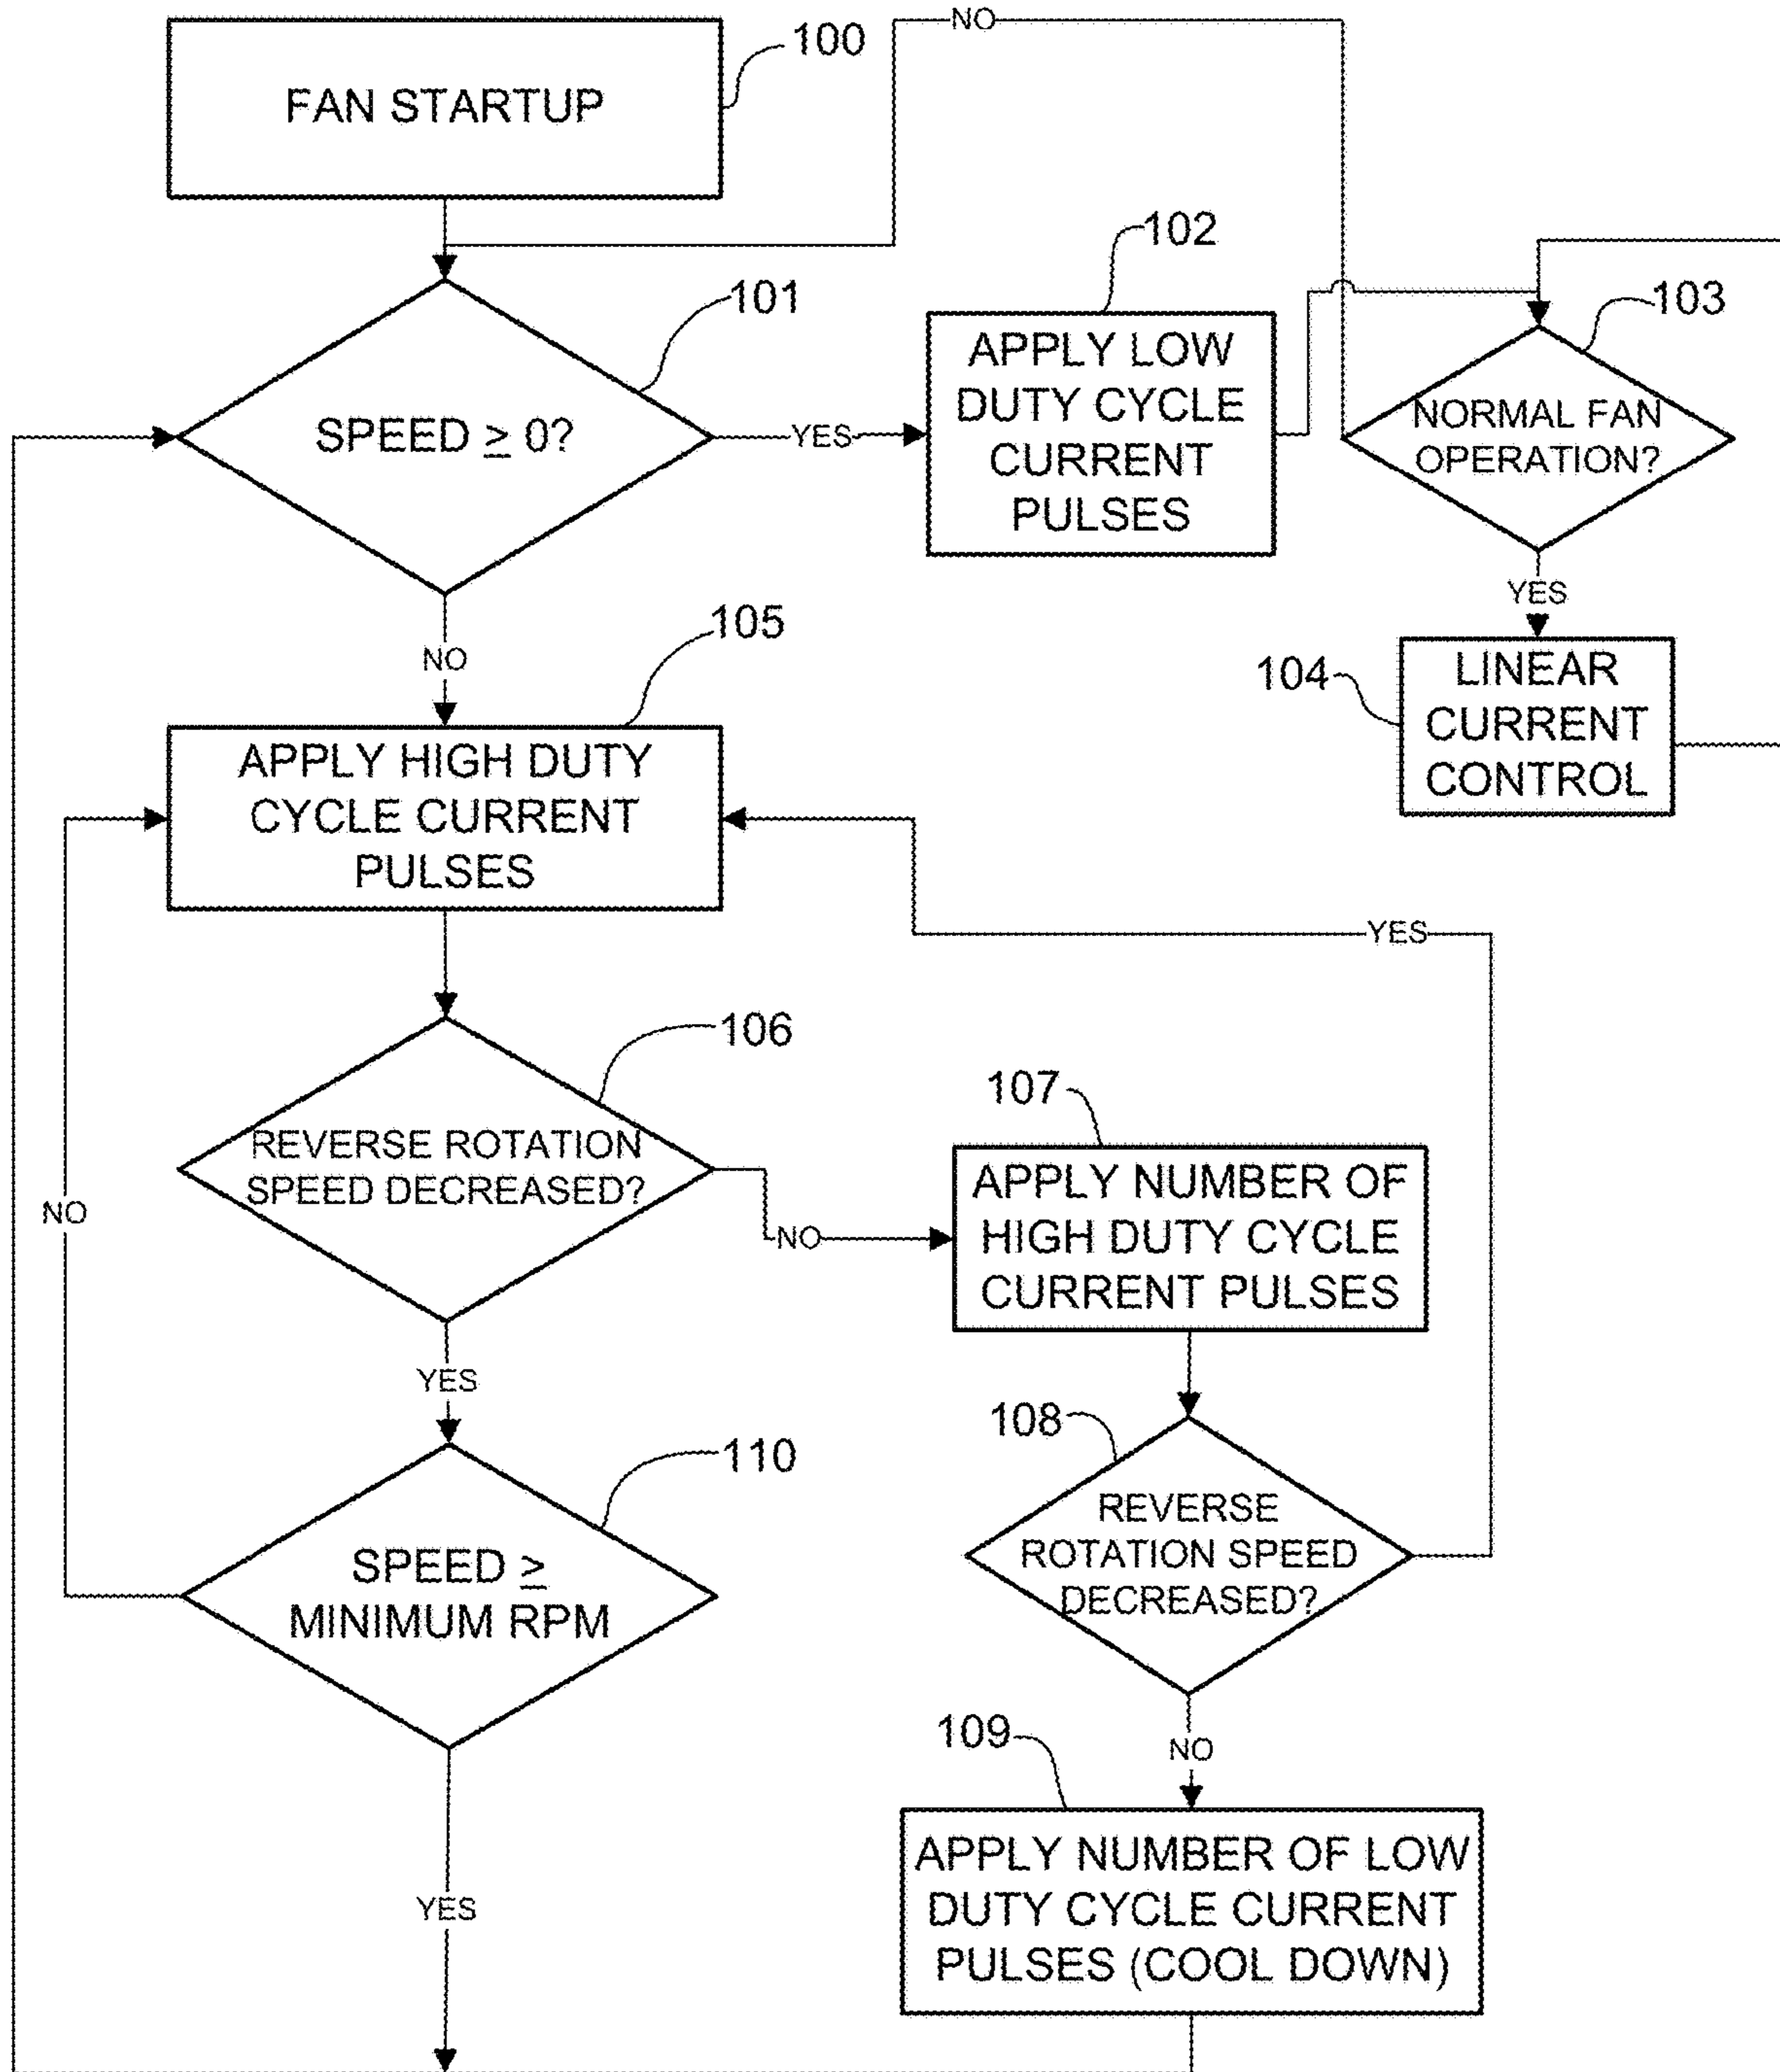 NO
100
FAN STARTUP
102
101
103
APPLY LOW
DUTY CYCLE
CURRENT
PULSES
SPEED ≥ 0?
YES
NORMAL FAN
OPERATION?
YES
105
NO
104
LINEAR
CURRENT
CONTROL
APPLY HIGH DUTY
CYCLE CURRENT
PULSES
YES
106
107
REVERSE ROTATION
SPEED DECREASED?
NO
NO
APPLY NUMBER OF
HIGH DUTY CYCLE
CURRENT PULSES
YES
108
110
REVERSE
ROTATION SPEED
DECREASED?
SPEED ≥
MINIMUM RPM
109
NO
YES
APPLY NUMBER OF LOW
DUTY CYCLE CURRENT
PULSES (COOL DOWN)